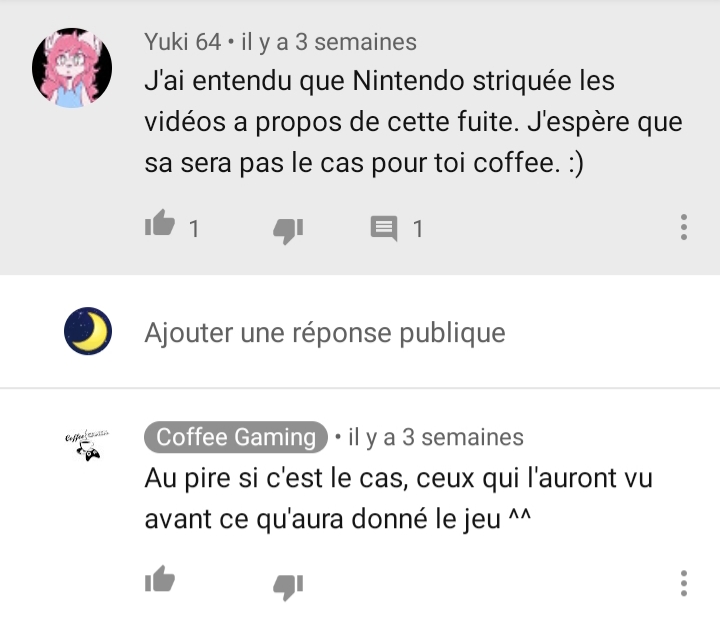 Yuki 64 • il y a 3 semaines
J'ai entendu que Nintendo striquée les
vidéos a propos de cette fuite. J'espère que
sa sera pas le cas pour toi coffee. :)
1
1
Ajouter une réponse publique
Coffee Gaming • il y a 3 semaines
Au pire si c'est le cas, ceux qui l'auront vu
avant ce qu'aura donné le jeu ^^